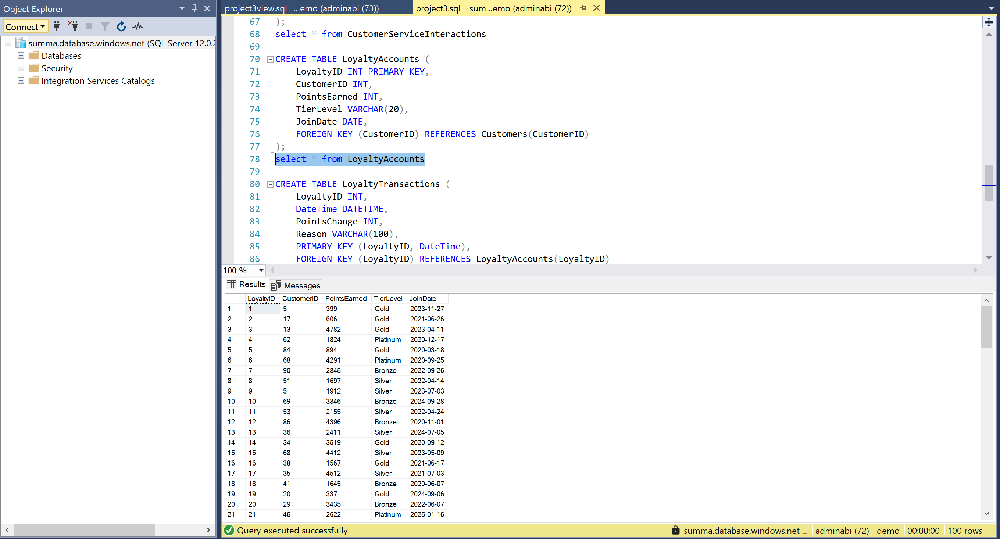 Object Explorer
Connect
summa.database.windows.net (SQL Server 12.0.2
Databases
Security
Integration Services Catalogs
project3view.sql -...emo (adminabi (73))
project3.sql - sum...emo (adminabi (72))
67 );
68 select * from CustomerServiceInteractions
69
70 CREATE TABLE LoyaltyAccounts (
71 LoyaltyID INT PRIMARY KEY,
72 CustomerID INT,
73 PointsEarned INT,
74 TierLevel VARCHAR(20),
75 JoinDate DATE,
76 FOREIGN KEY (CustomerID) REFERENCES Customers(CustomerID)
77 );
78 select * from LoyaltyAccounts
79
80 CREATE TABLE LoyaltyTransactions (
81 LoyaltyID INT,
82 DateTime DATETIME,
83 PointsChange INT,
84 Reason VARCHAR(100),
85 PRIMARY KEY (LoyaltyID, DateTime),
86 FOREIGN KEY (LoyaltyID) REFERENCES LoyaltyAccounts(LoyaltyID)
100 %
Results Messages
LoyaltyID CustomerID PointsEarned TierLevel JoinDate
1 1 5 399 Gold 2023-11-27
2 2 17 606 Gold 2021-06-26
3 3 13 4782 Gold 2023-04-11
4 4 62 1824 Platinum 2020-12-17
5 5 84 894 Gold 2020-03-18
6 6 68 4291 Platinum 2020-09-25
7 7 90 2845 Bronze 2022-09-26
8 8 51 1697 Silver 2022-04-14
9 9 5 1912 Silver 2023-07-03
10 10 69 3846 Bronze 2024-09-28
11 11 53 2155 Silver 2022-04-24
12 12 86 4396 Bronze 2020-11-01
13 13 36 2411 Silver 2024-07-05
14 14 34 3519 Gold 2020-09-12
15 15 68 4412 Silver 2023-05-09
16 16 38 1567 Gold 2021-06-17
17 17 35 4512 Silver 2021-07-03
18 18 41 1645 Bronze 2020-06-07
19 19 20 337 Gold 2024-09-06
20 20 29 3435 Bronze 2022-06-07
21 21 46 2622 Platinum 2025-01-16
Query executed successfully.
summa.database.windows.net ... adminabi (72) demo 00:00:00 100 rows